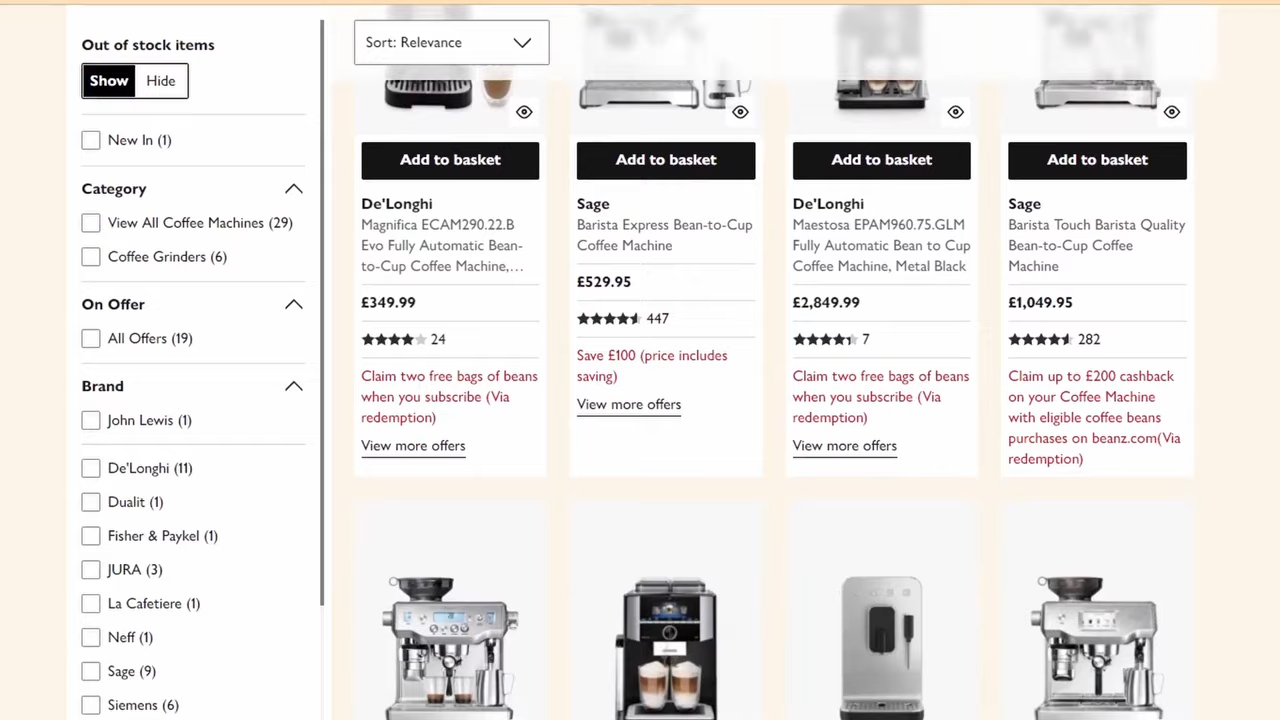 Out of stock items
Show Hide
New In (1)
Category
View All Coffee Machines (29)
Coffee Grinders (6)
On Offer
All Offers (19)
Brand
John Lewis (1)
De'Longhi (11)
Dualit (1)
Fisher & Paykel (1)
JURA (3)
La Cafetiere (1)
Neff (1)
Sage (9)
Siemens (6)
Sort: Relevance
Add to basket
De'Longhi
Magnifica ECAM290.22.B
Evo Fully Automatic Bean-
to-Cup Coffee Machine,...
£349.99
24
Claim two free bags of beans
when you subscribe (Via
redemption)
View more offers
Add to basket
Sage
Barista Express Bean-to-Cup
Coffee Machine
£529.95
447
Save £100 (price includes
saving)
View more offers
Add to basket
De'Longhi
Maestosa EPAM960.75.GLM
Fully Automatic Bean to Cup
Coffee Machine, Metal Black
£2,849.99
7
Claim two free bags of beans
when you subscribe (Via
redemption)
View more offers
Add to basket
Sage
Barista Touch Barista Quality
Bean-to-Cup Coffee
Machine
£1,049.95
282
Claim up to £200 cashback
on your Coffee Machine
with eligible coffee beans
purchases on beanz.com(Via
redemption)